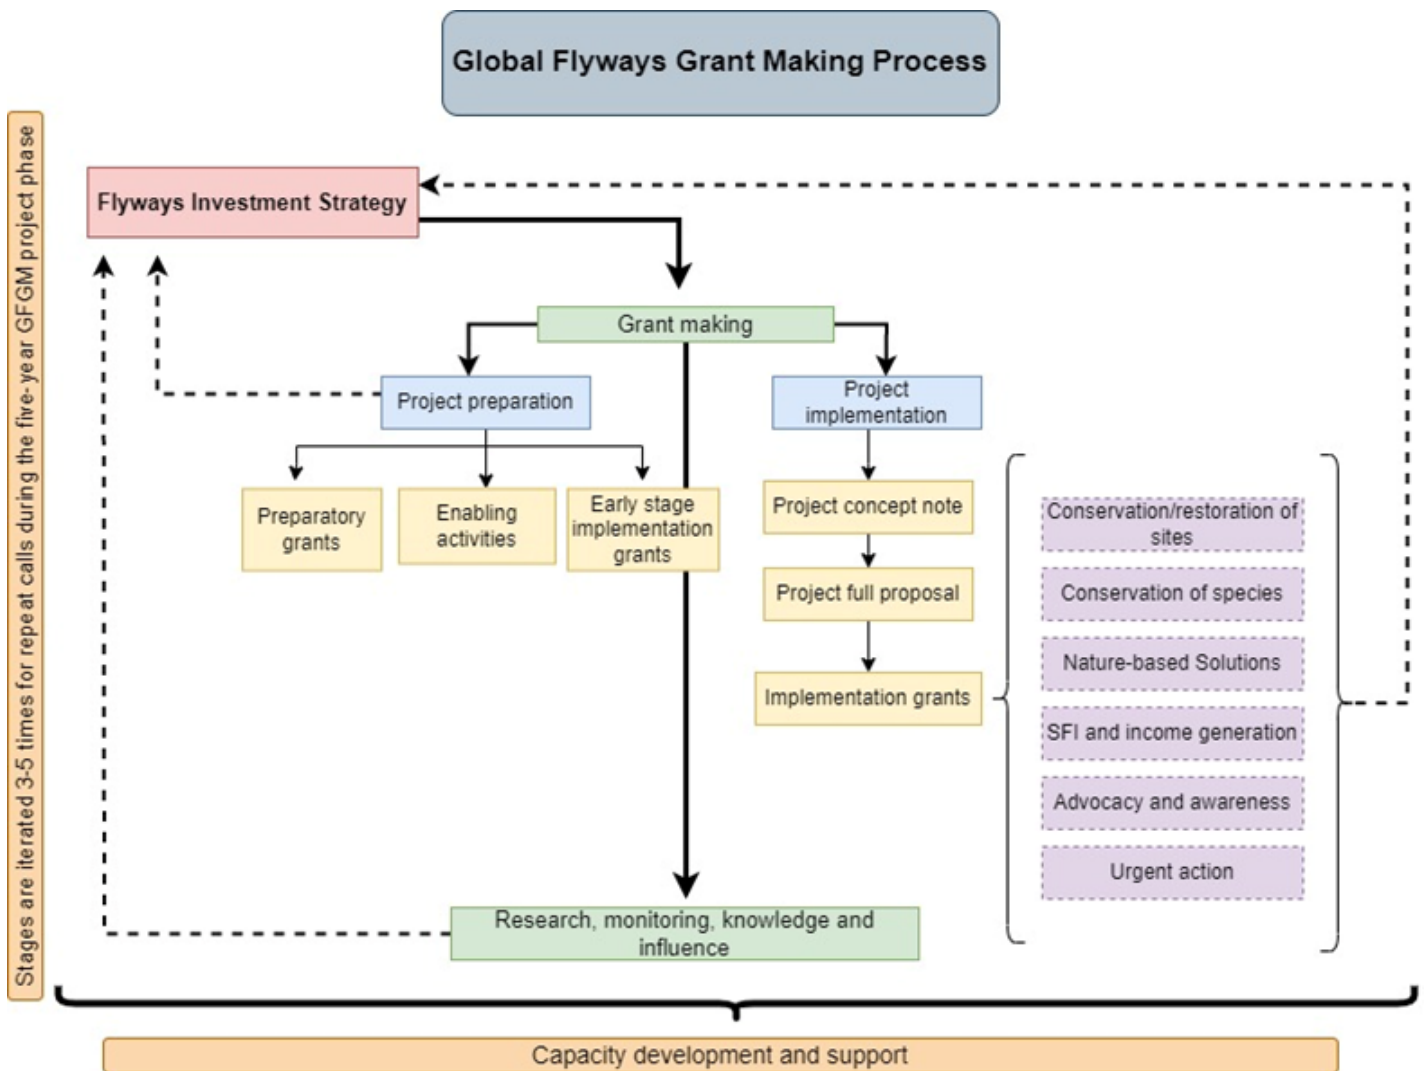 Global Flyways Grant Making Process
Stages are iterated 3-5 times for repeat calls during the five-year GFGM project phase
Flyways Investment Strategy
Grant making
Project preparation
Project
implementation
Preparatory
grants
Enabling
activities
Early stage
implementation
grants
Project concept note
Project full proposal
Implementation grants
Conservation/restoration of
sites
Conservation of species
Nature-based Solutions
SFI and income generation
Advocacy and awareness
Urgent action
Research, monitoring, knowledge and
influence
Capacity development and support